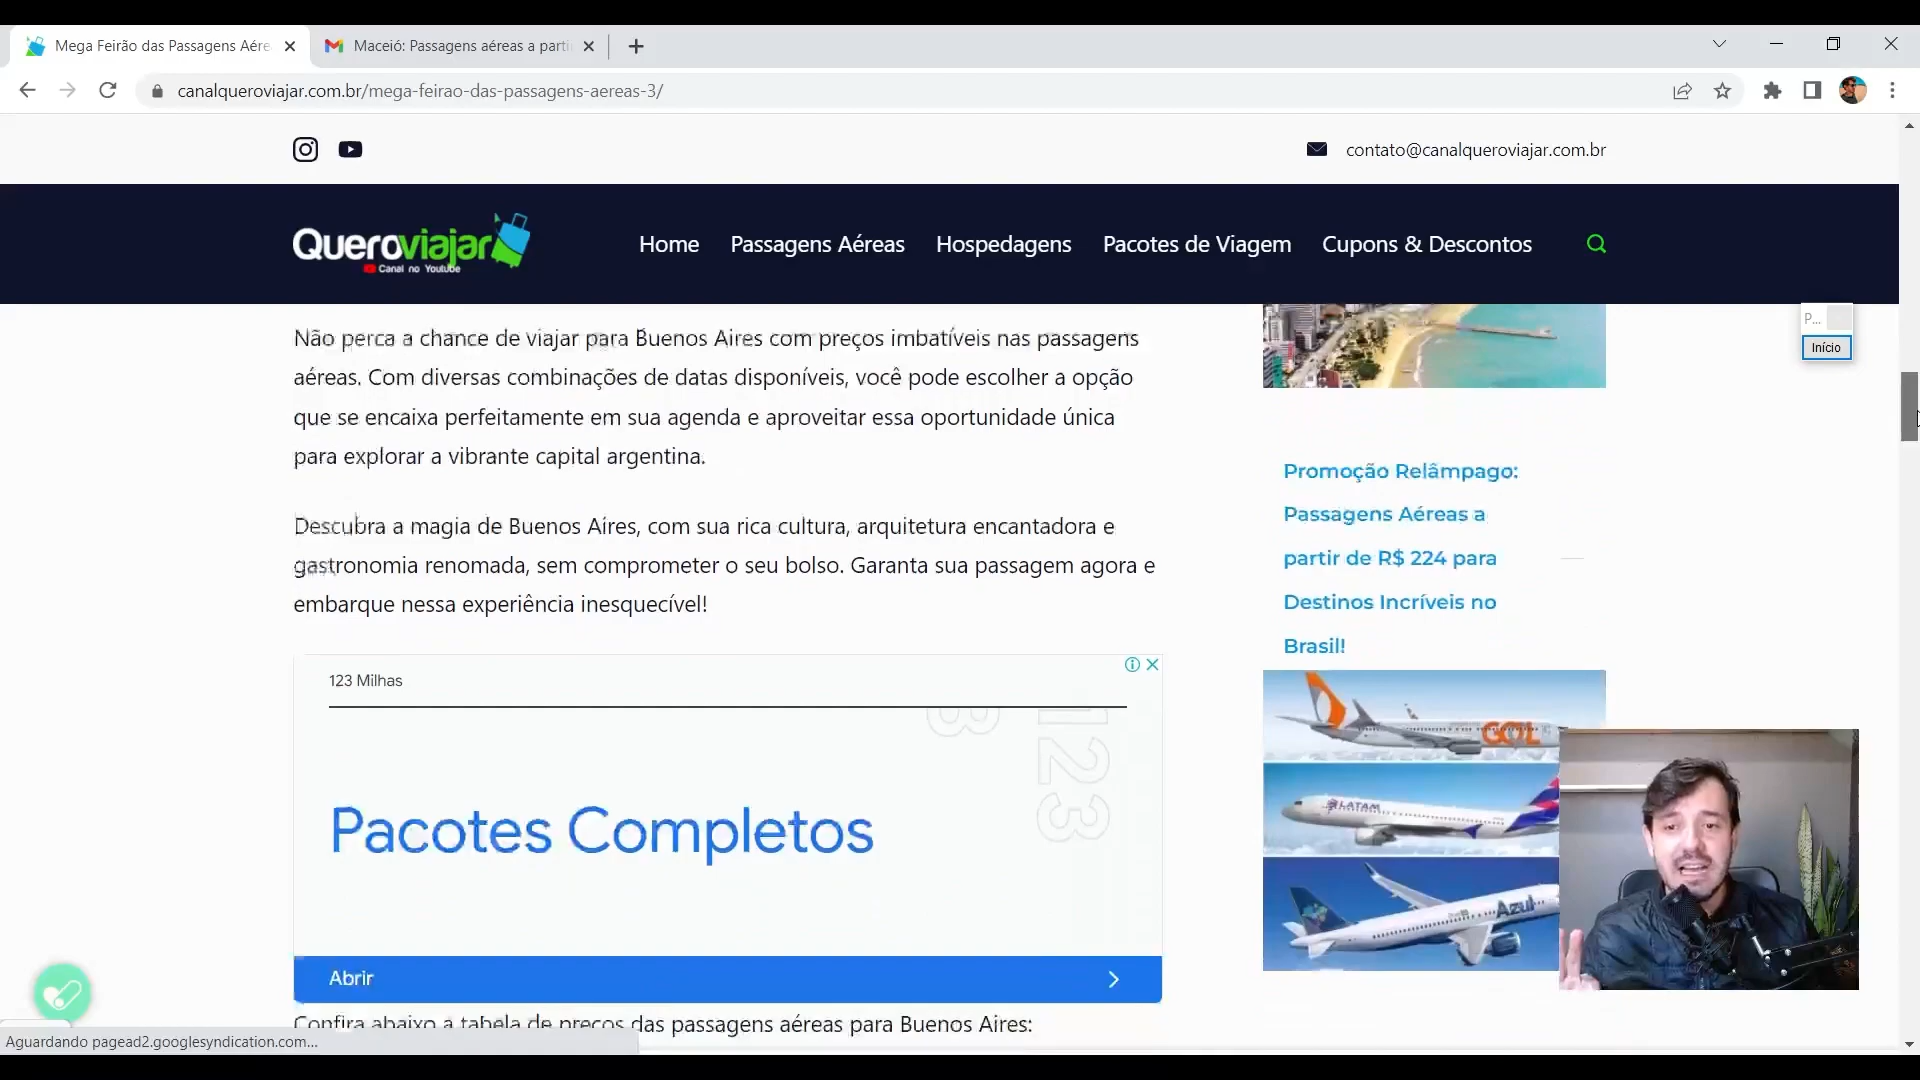 Mega Feirão das Passagens Aére
Maceió: Passagens aéreas a parti
canalqueroviajar.com.br/mega-feirao-das-passagens-aereas-3/
contato@canalqueroviajar.com.br
Queroviajar
Canal no Youtube
Home
Passagens Aéreas
Hospedagens
Pacotes de Viagem
Cupons & Descontos
P...
Início
Não perca a chance de viajar para Buenos Aires com preços imbatíveis nas passagens
aéreas. Com diversas combinações de datas disponíveis, você pode escolher a opção
que se encaixa perfeitamente em sua agenda e aproveitar essa oportunidade única
para explorar a vibrante capital argentina.
Descubra a magia de Buenos Aires, com sua rica cultura, arquitetura encantadora e
gastronomia renomada, sem comprometer o seu bolso. Garanta sua passagem agora e
embarque nessa experiência inesquecível!
Promoção Relâmpago:
Passagens Aéreas a
partir de R$ 224 para
Destinos Incríveis no
Brasil!
123 Milhas
123
Pacotes Completos
Abrir
GOL
LATAM
Azul
Confira abaixo a tabela de preços das passagens aéreas para Buenos Aires:
Aguardando pagead2.googlesyndication.com...